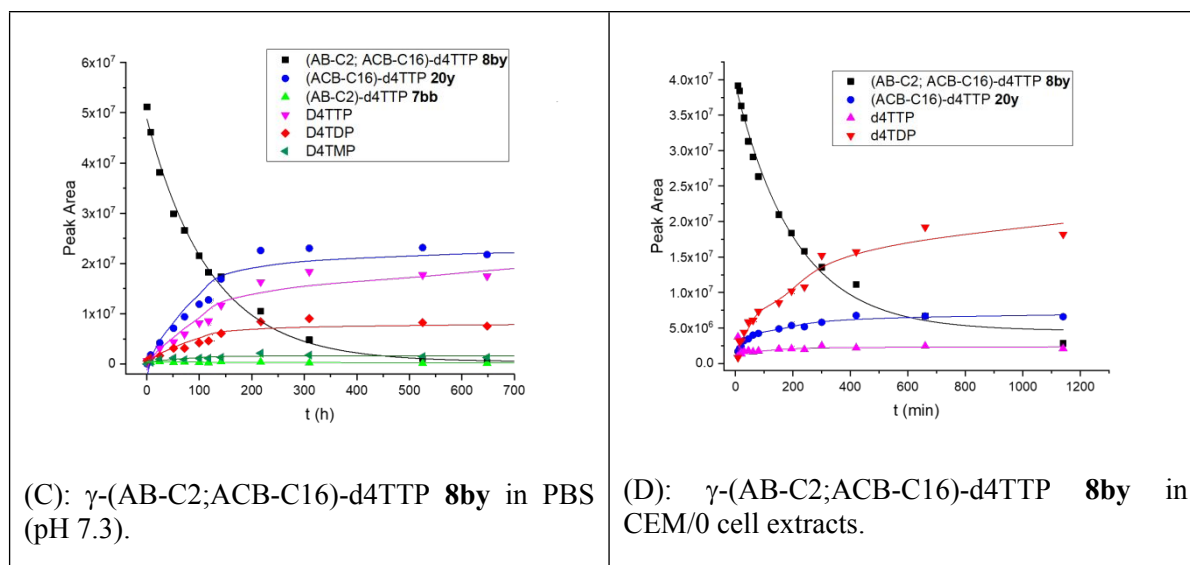 (AB-C2; ACB-C16)-d4TTP 8by
(ACB-C16)-d4TTP 20y
(AB-C2)-d4TTP 7bb
D4TTP
D4TDP
D4TMP
6x10⁷
5x10⁷
4x10⁷
3x10⁷
2x10⁷
1x10⁷
0
Peak Area
0 100 200 300 400 500 600 700
t (h)
(C): γ-(AB-C2;ACB-C16)-d4TTP 8by in PBS
(pH 7.3).
(AB-C2; ACB-C16)-d4TTP 8by
(ACB-C16)-d4TTP 20y
d4TTP
d4TDP
4.0x10⁷
3.5x10⁷
3.0x10⁷
2.5x10⁷
2.0x10⁷
1.5x10⁷
1.0x10⁷
5.0x10⁶
0.0
Peak Area
0 200 400 600 800 1000 1200
t (min)
(D): γ-(AB-C2;ACB-C16)-d4TTP 8by in
CEM/0 cell extracts.